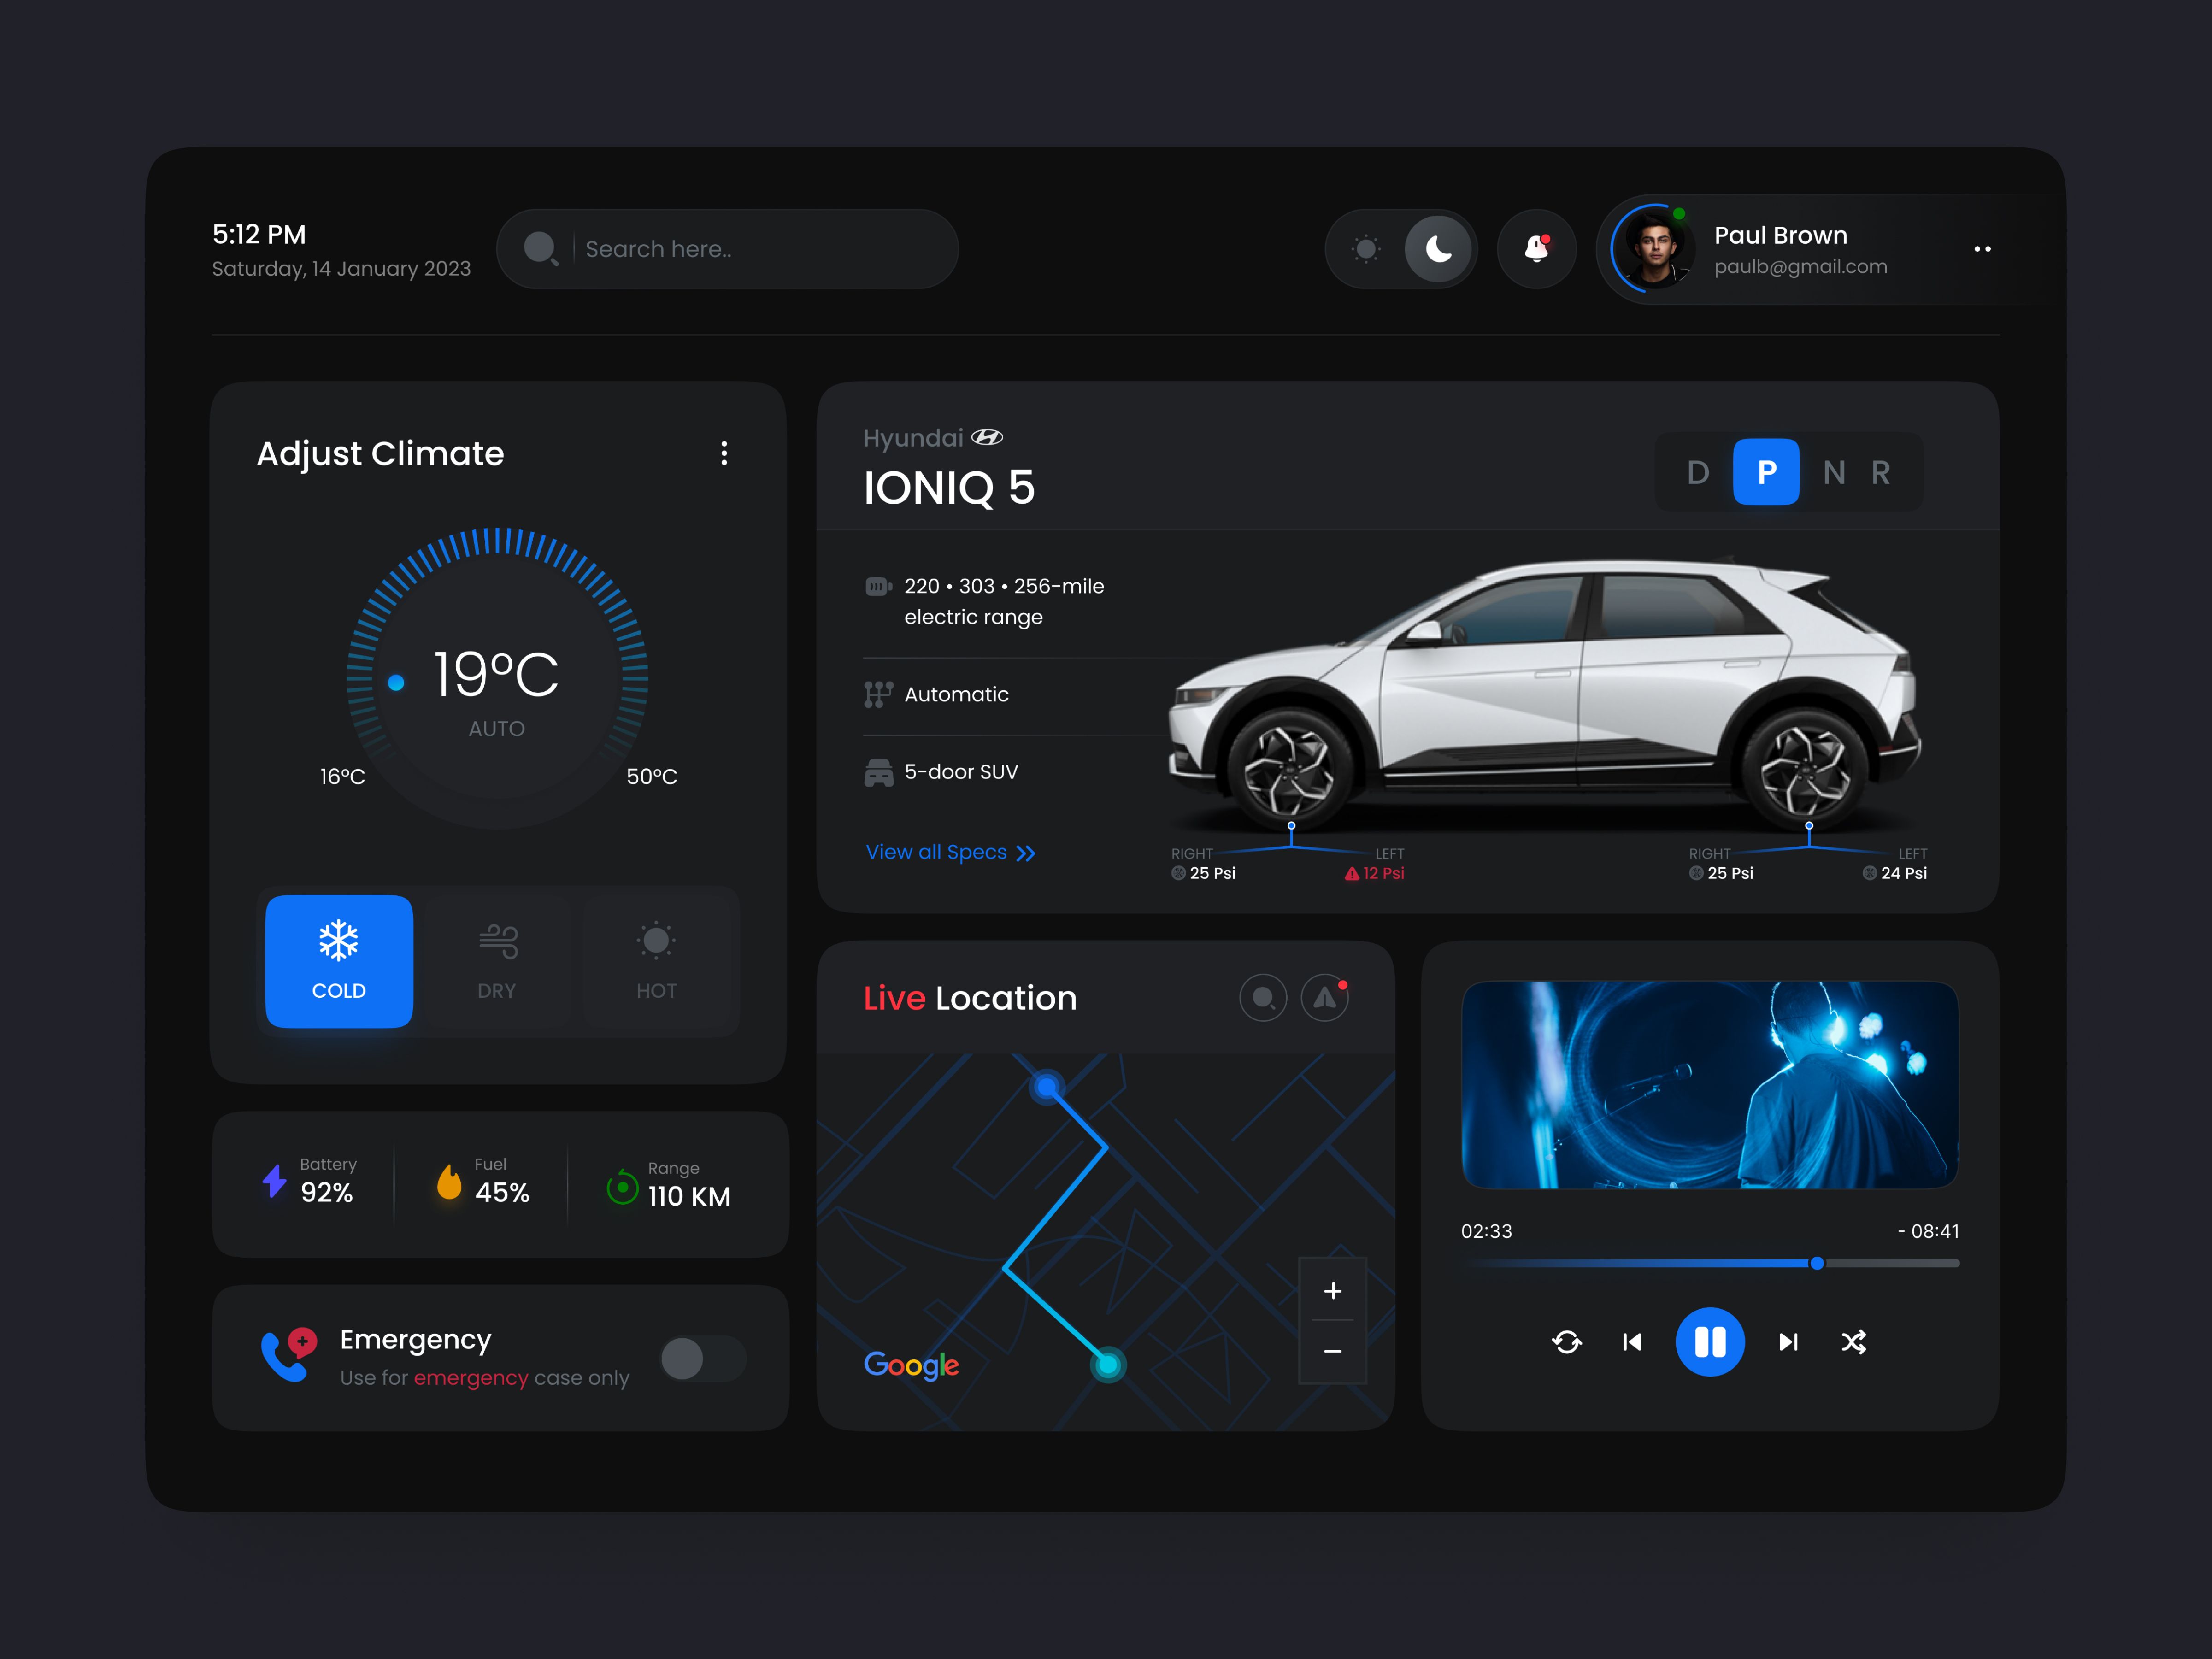 5:12 PM
Saturday, 14 January 2023
Search here..
Paul Brown
paulb@gmail.com
Adjust Climate
19°C
AUTO
16°C
50°C
COLD
DRY
HOT
Battery
92%
Fuel
45%
Range
110 KM
Emergency
Use for emergency case only
Hyundai
IONIQ 5
D P N R
220 • 303 • 256-mile
electric range
Automatic
5-door SUV
View all Specs
RIGHT
25 Psi
LEFT
12 Psi
RIGHT
25 Psi
LEFT
24 Psi
Live Location
+
−
Google
02:33
- 08:41